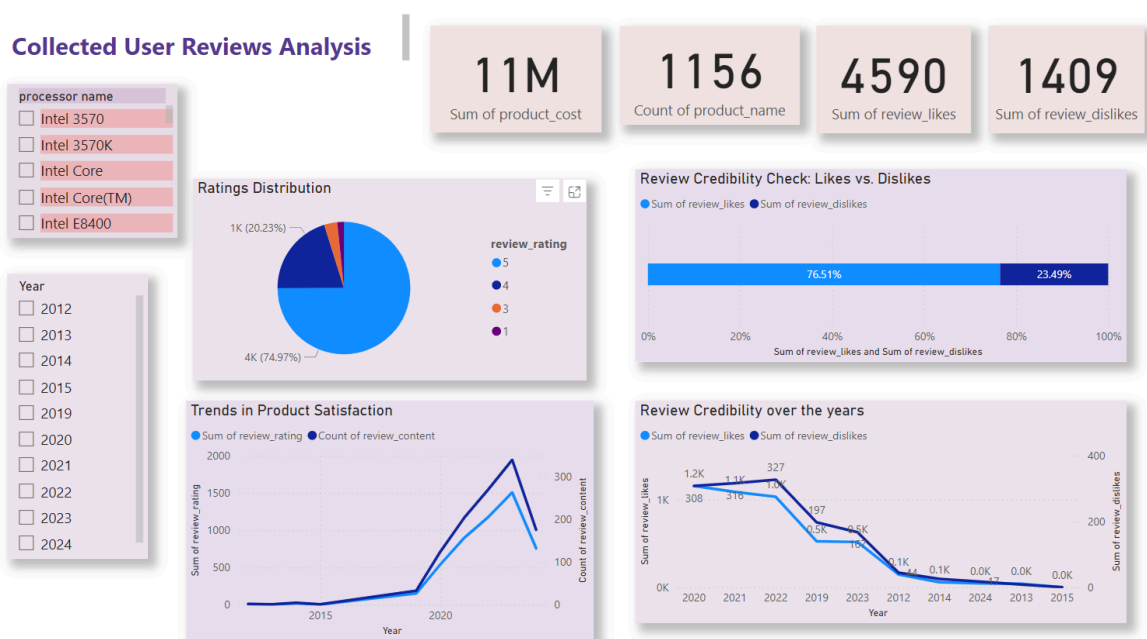 Collected User Reviews Analysis
11M
Sum of product_cost
1156
Count of product_name
4590
Sum of review_likes
1409
Sum of review_dislikes
processor name
Intel 3570
Intel 3570K
Intel Core
Intel Core(TM)
Intel E8400
Year
2012
2013
2014
2015
2019
2020
2021
2022
2023
2024
Ratings Distribution
1K (20.23%)
4K (74.97%)
review_rating
5
4
3
1
Review Credibility Check: Likes vs. Dislikes
Sum of review_likes Sum of review_dislikes
76.51% 23.49%
0% 20% 40% 60% 80% 100%
Sum of review_likes and Sum of review_dislikes
Trends in Product Satisfaction
Sum of review_rating Count of review_content
Sum of review_rating
2000
1500
1000
500
0
300
200
100
0
Count of review_content
2015 2020
Year
Review Credibility over the years
Sum of review_likes Sum of review_dislikes
Sum of review_likes
1K
0K
400
200
0
Sum of review_dislikes
1.2K 1.1K 327
308 316 1.0K
197
0.5K 0.5K
167
0.1K 44 0.1K 0.0K 17 0.0K 0.0K
2020 2021 2022 2019 2023 2012 2014 2024 2013 2015
Year